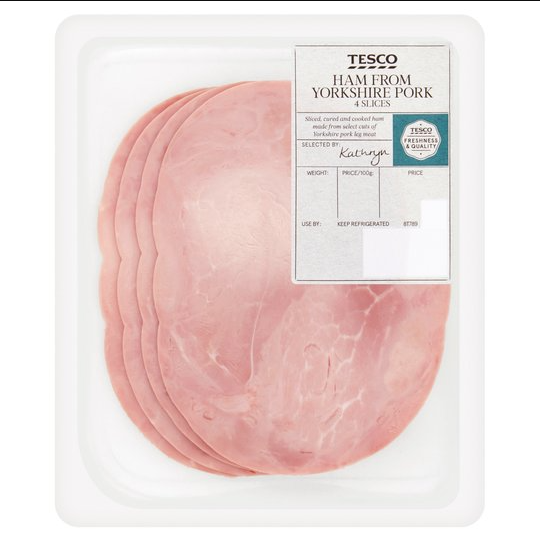 TESCO
HAM FROM
YORKSHIRE PORK
4 SLICES
Sliced, cured and cooked ham
made from select cuts of
Yorkshire pork leg meat
TESCO
FRESHNESS
& QUALITY
SELECTED BY:
Kathryn
WEIGHT: PRICE/100g: PRICE
USE BY: KEEP REFRIGERATED 6T789